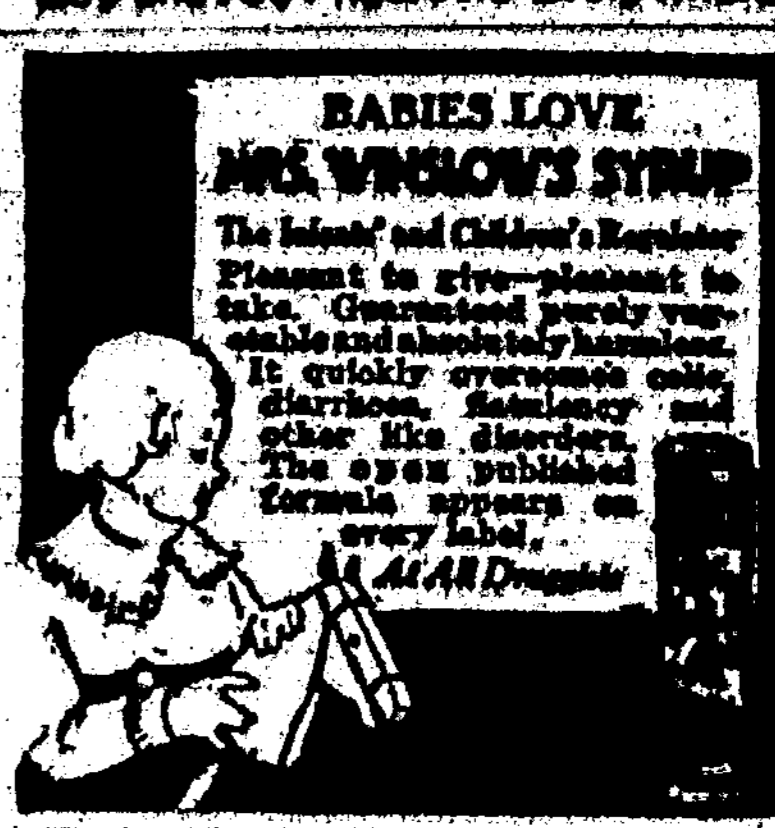 BABIES LOVE
MRS. WINSLOW'S SYRUP
The Infants' and Children's Regulator
Pleasant to give—pleasant to
take. Guaranteed purely veg-
etable and absolutely harmless.
It quickly overcomes colic,
diarrhoea, flatulency and
other like disorders.
The open published
formula appears on
every label.
At All Druggists